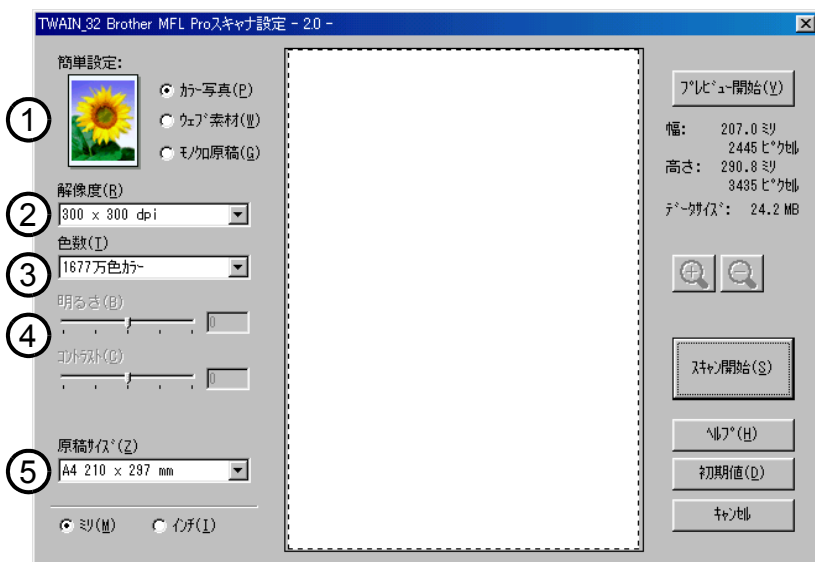 TWAIN_32 Brother MFL Proスキャナ設定 - 2.0 -
簡単設定:
1
ｶﾗｰ写真(P)
ｳｪﾌﾞ素材(W)
ﾓﾉｸﾛ原稿(G)
解像度(R)
2
300 x 300 dpi
色数(T)
3
1677万色ｶﾗｰ
明るさ(B)
0
4
ｺﾝﾄﾗｽﾄ(C)
0
原稿ｻｲｽﾞ(Z)
5
A4 210 x 297 mm
ﾐﾘ(M) ｲﾝﾁ(I)
ﾌﾟﾚﾋﾞｭｰ開始(V)
幅: 207.0 ﾐﾘ
2445 ﾋﾟｸｾﾙ
高さ: 290.8 ﾐﾘ
3435 ﾋﾟｸｾﾙ
ﾃﾞｰﾀｻｲｽﾞ: 24.2 MB
ｽｷｬﾝ開始(S)
ﾍﾙﾌﾟ(H)
初期値(D)
ｷｬﾝｾﾙ